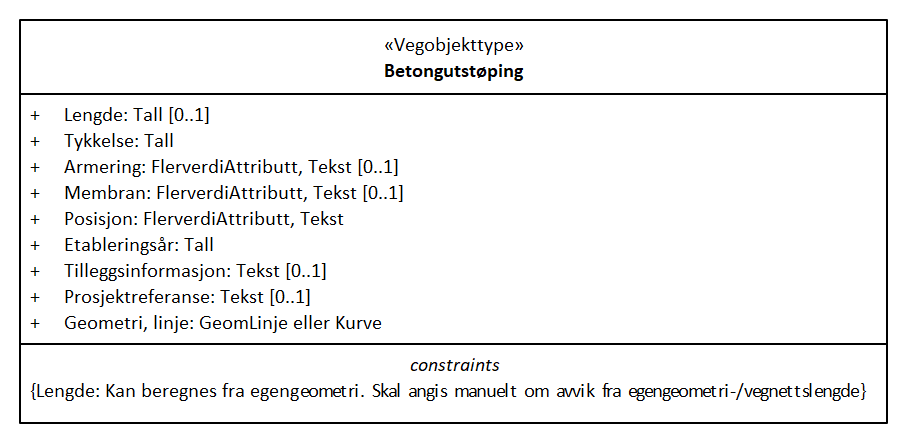 «Vegobjekttype»
Betongutstøping
+ Lengde: Tall [0..1]
+ Tykkelse: Tall
+ Armering: FlerverdiAttributt, Tekst [0..1]
+ Membran: FlerverdiAttributt, Tekst [0..1]
+ Posisjon: FlerverdiAttributt, Tekst
+ Etableringsår: Tall
+ Tilleggsinformasjon: Tekst [0..1]
+ Prosjektreferanse: Tekst [0..1]
+ Geometri, linje: GeomLinje eller Kurve
constraints
{Lengde: Kan beregnes fra egengeometri. Skal angis manuelt om avvik fra egengeometri-/vegnettslengde}